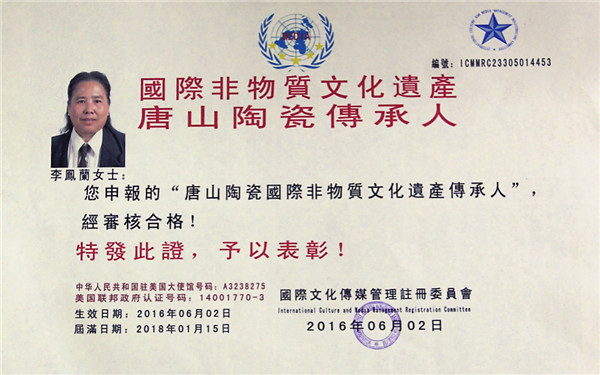 編號：ICMMRC23305014453
國際非物質文化遺產
唐山陶瓷傳承人
李鳳蘭女士：
您申報的“唐山陶瓷國際非物質文化遺產傳承人”，
經審核合格！
特發此證，予以表彰！
中华人民共和国驻美国大使馆号码：A3238275
美国联邦政府认证号码：14001770-3
生效日期：2016年06月02日
屆滿日期：2018年01月15日
國際文化傳媒管理註冊委員會
International Culture and Media Management Registration Committee
2016年06月02日